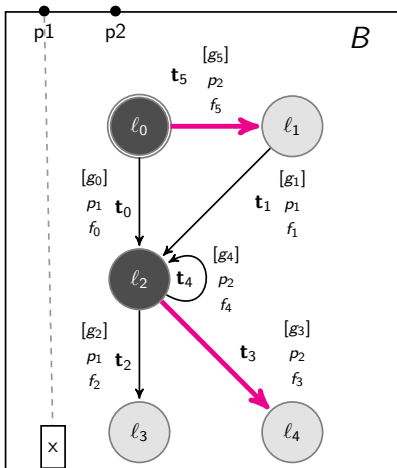 p1 p2 B
[g₅]
t₅ p₂
f₅
ℓ₀ ℓ₁
[g₀] [g₁]
p₁ t₀ t₁ p₁
f₀ f₁
[g₄]
ℓ₂ t₄ p₂
f₄
[g₂] [g₃]
p₁ t₂ t₃ p₂
f₂ f₃
x ℓ₃ ℓ₄